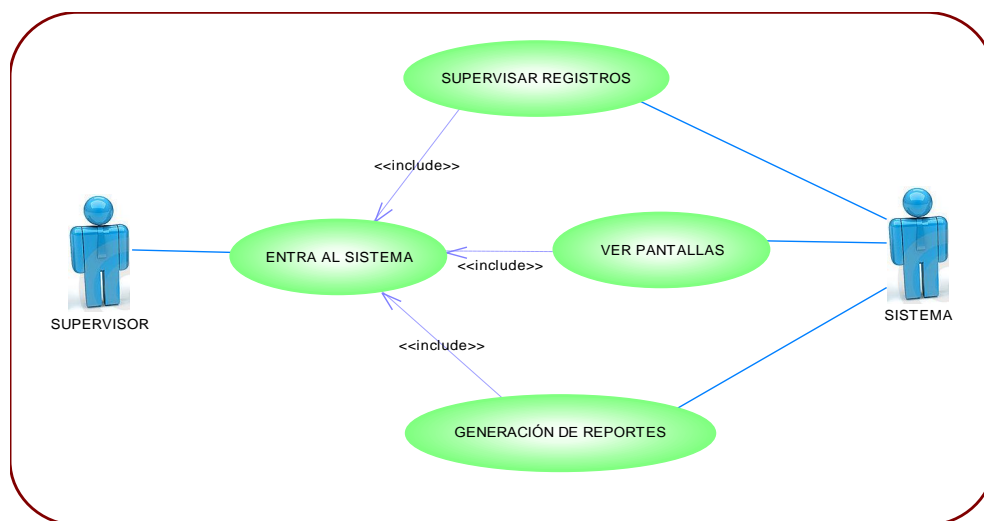 SUPERVISAR REGISTROS
<<include>>
SUPERVISOR
ENTRA AL SISTEMA
<<include>>
VER PANTALLAS
SISTEMA
<<include>>
GENERACIÓN DE REPORTES